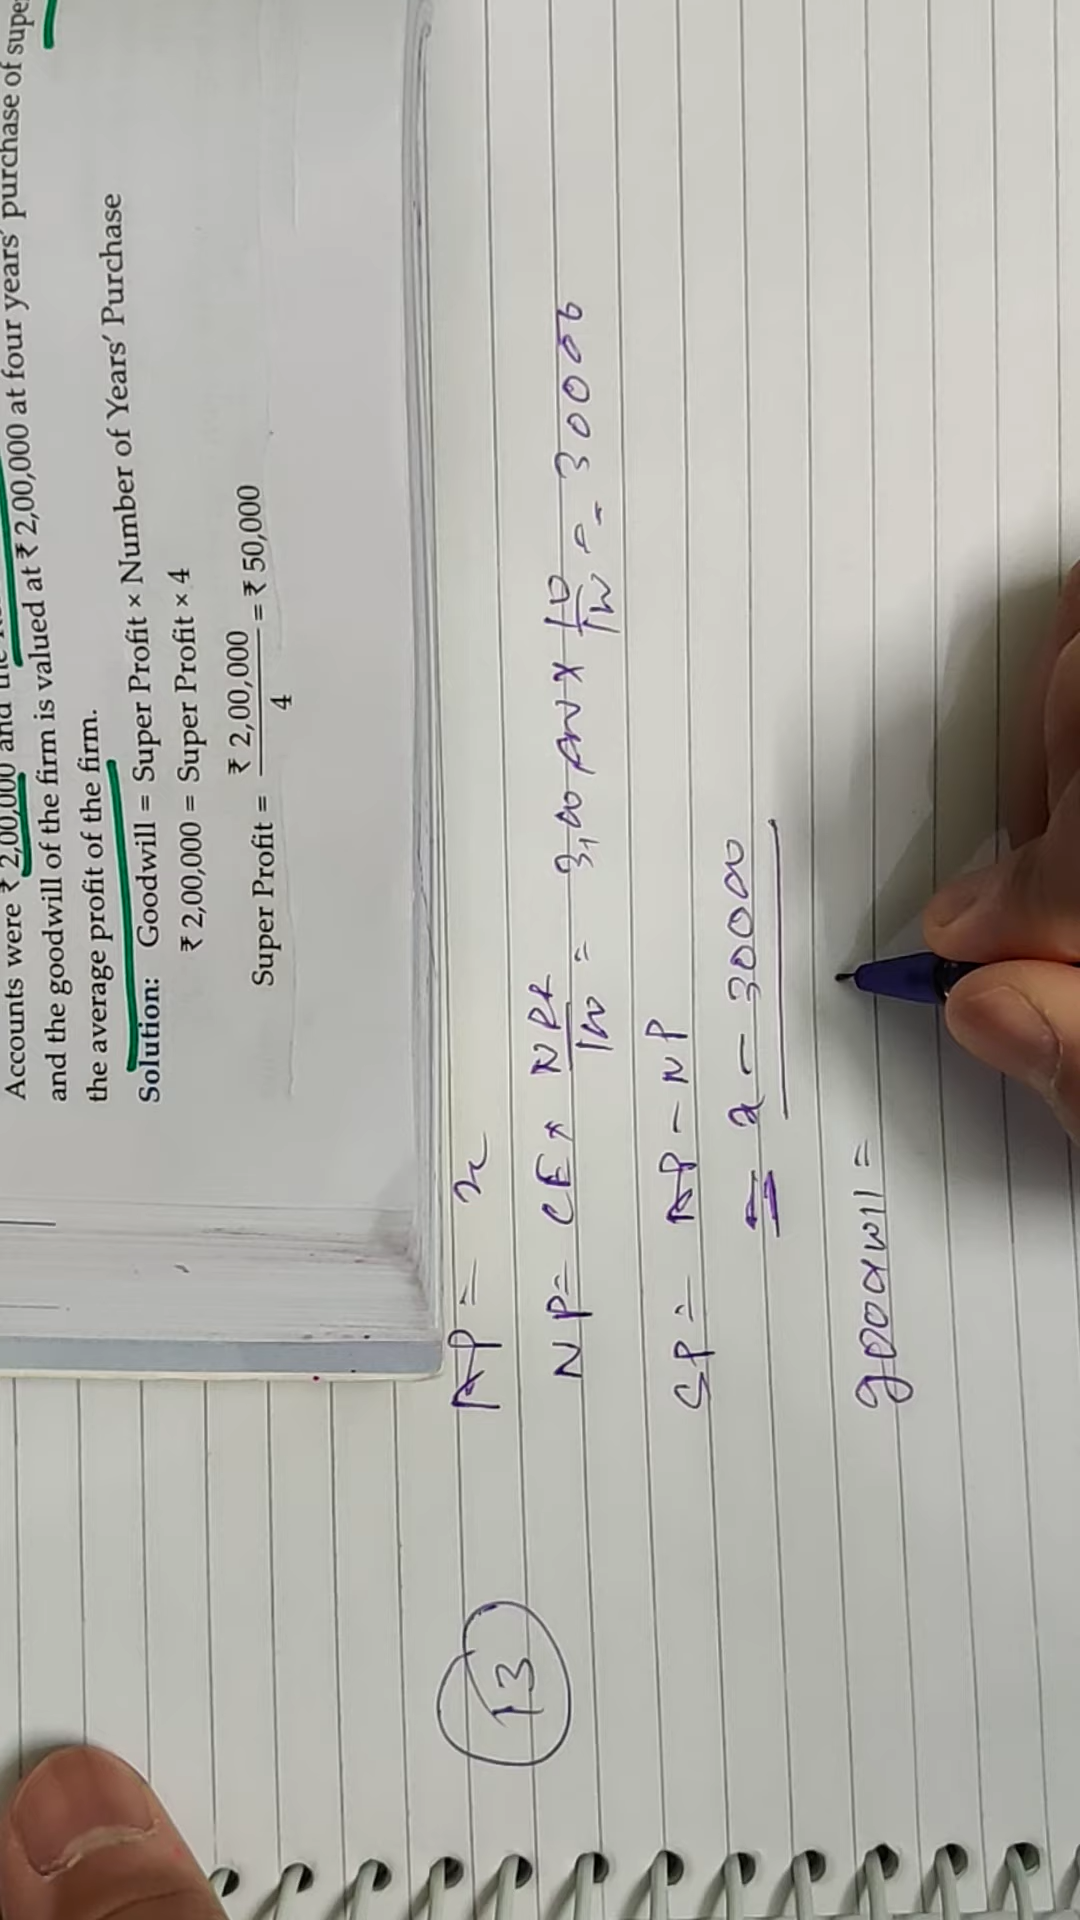 Accounts were ₹ 2,00,000 and the
and the goodwill of the firm is valued at ₹ 2,00,000 at four years' purchase of super
the average profit of the firm.
Solution: Goodwill = Super Profit × Number of Years' Purchase
₹ 2,00,000 = Super Profit × 4
Super Profit = ₹ 2,00,000 / 4 = ₹ 50,000
13
AP = x
NP = CE × NRR/100 = 3,00,000 × 10/100 = 30000
SP = AP - NP
= x - 30000
goodwill =